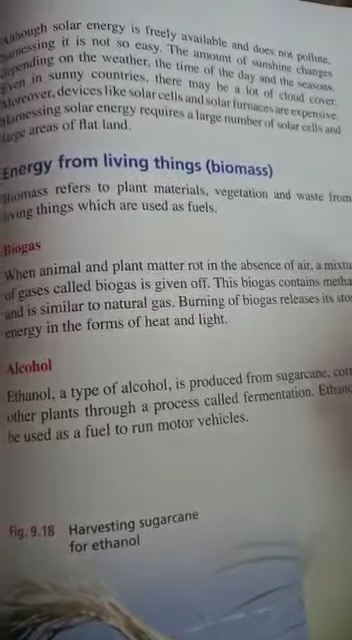 Although solar energy is freely available and does not pollute,
harnessing it is not so easy. The amount of sunshine changes
depending on the weather, the time of the day and the seasons.
Even in sunny countries, there may be a lot of cloud cover.
Moreover, devices like solar cells and solar furnaces are expensive.
Harnessing solar energy requires a large number of solar cells and
large areas of flat land.
Energy from living things (biomass)
Biomass refers to plant materials, vegetation and waste from
living things which are used as fuels.
Biogas
When animal and plant matter rot in the absence of air, a mixtu
of gases called biogas is given off. This biogas contains metha
and is similar to natural gas. Burning of biogas releases its sto
energy in the forms of heat and light.
Alcohol
Ethanol, a type of alcohol, is produced from sugarcane, corn
other plants through a process called fermentation. Ethano
be used as a fuel to run motor vehicles.
Fig. 9.18 Harvesting sugarcane
for ethanol